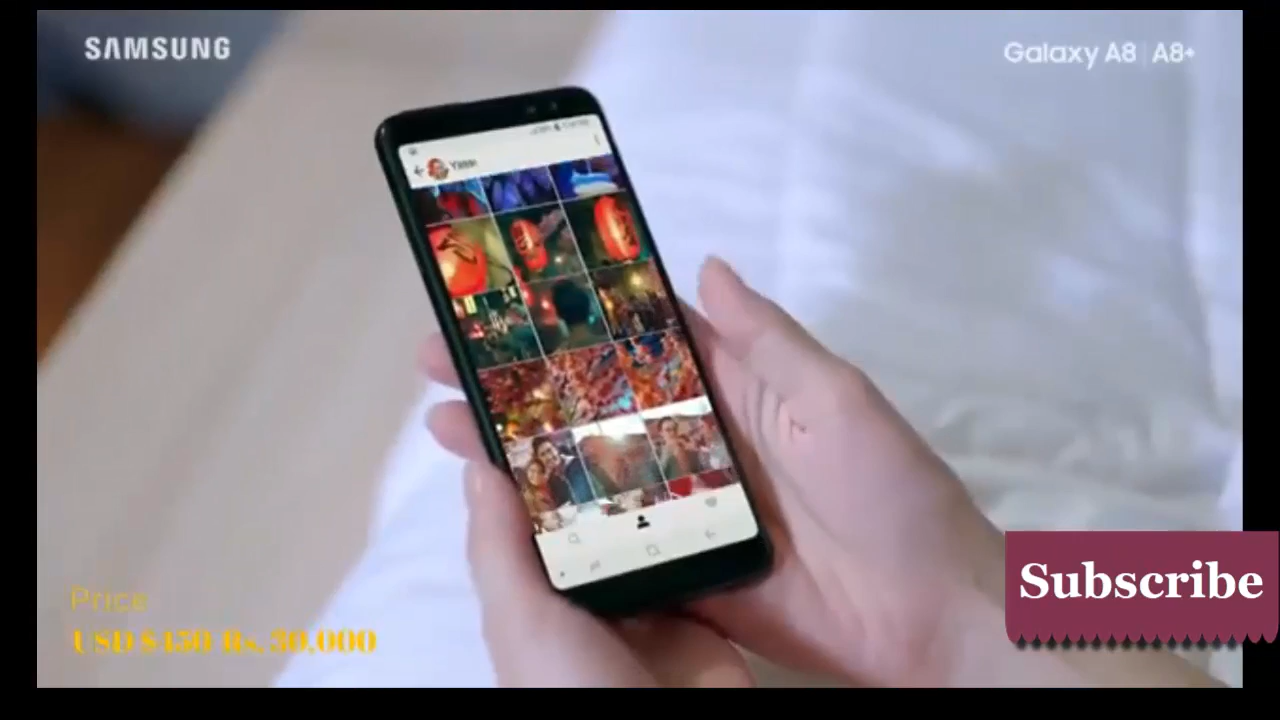 SAMSUNG
Galaxy A8 | A8+
Price
USD $450 Rs. 30,000
Subscribe